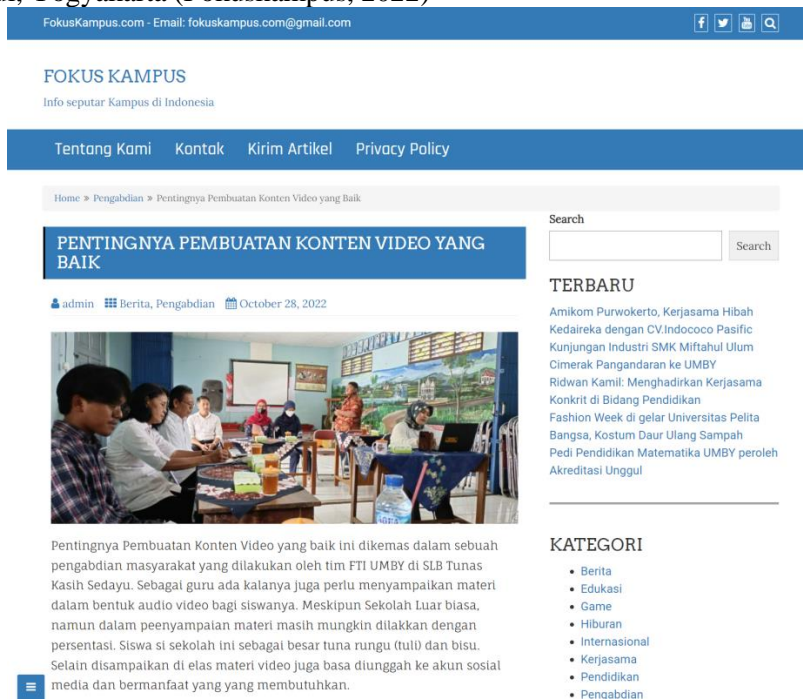 Yogyakarta (Fokuskampus, 2022)
FokusKampus.com - Email: fokuskampus.com@gmail.com
FOKUS KAMPUS
Info seputar Kampus di Indonesia
Tentang Kami Kontak Kirim Artikel Privacy Policy
Home » Pengabdian » Pentingnya Pembuatan Konten Video yang Baik
PENTINGNYA PEMBUATAN KONTEN VIDEO YANG
BAIK
admin Berita, Pengabdian October 28, 2022
Pentingnya Pembuatan Konten Video yang baik ini dikemas dalam sebuah
pengabdian masyarakat yang dilakukan oleh tim FTI UMBY di SLB Tunas
Kasih Sedayu. Sebagai guru ada kalanya juga perlu menyampaikan materi
dalam bentuk audio video bagi siswanya. Meskipun Sekolah Luar biasa,
namun dalam peenyampaian materi masih mungkin dilakkan dengan
persentasi. Siswa si sekolah ini sebagai besar tuna rungu (tuli) dan bisu.
Selain disampaikan di elas materi video juga basa diunggah ke akun sosial
media dan bermanfaat yang yang membutuhkan.
Search
Search
TERBARU
Amikom Purwokerto, Kerjasama Hibah
Kedaireka dengan CV.Indococo Pasific
Kunjungan Industri SMK Miftahul Ulum
Cimerak Pangandaran ke UMBY
Ridwan Kamil: Menghadirkan Kerjasama
Konkrit di Bidang Pendidikan
Fashion Week di gelar Universitas Pelita
Bangsa, Kostum Daur Ulang Sampah
Pedi Pendidikan Matematika UMBY peroleh
Akreditasi Unggul
KATEGORI
Berita
Edukasi
Game
Hiburan
Internasional
Kerjasama
Pendidikan
Pengabdian